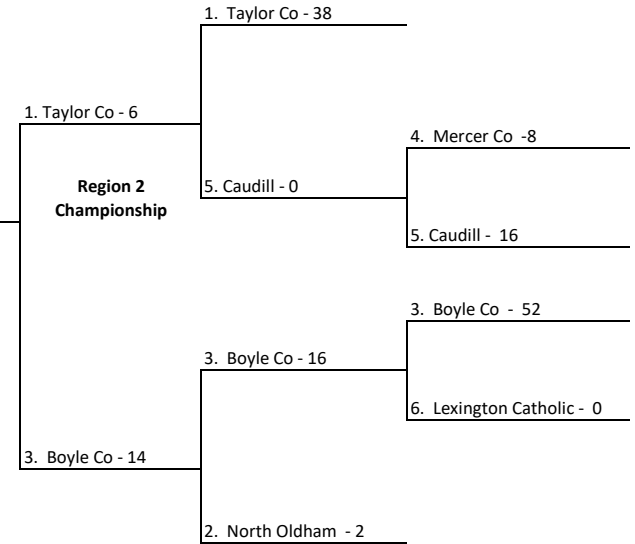 1. Taylor Co - 38
1. Taylor Co - 6
4. Mercer Co -8
Region 2
Championship
5. Caudill - 0
5. Caudill - 16
3. Boyle Co - 52
3. Boyle Co - 16
6. Lexington Catholic - 0
3. Boyle Co - 14
2. North Oldham - 2